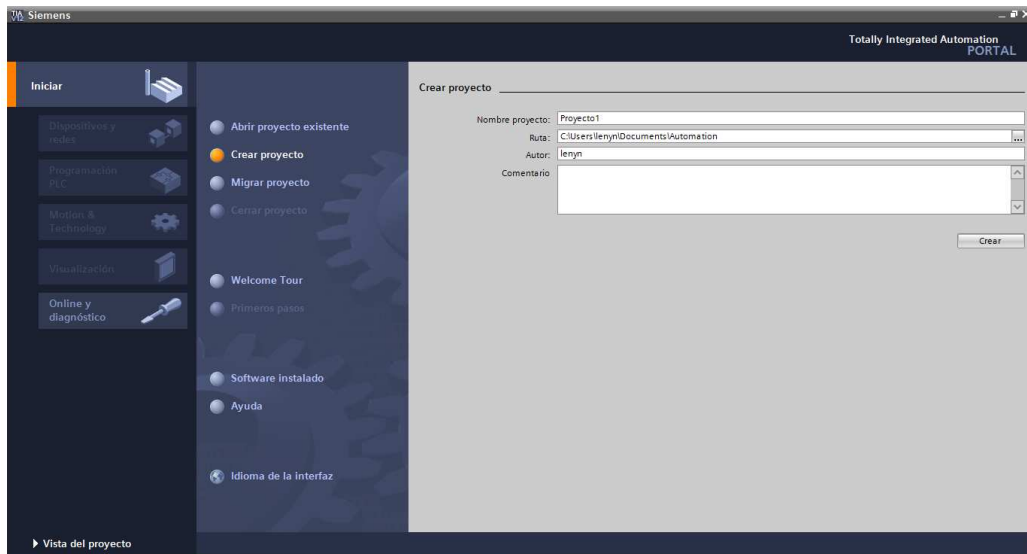 TIA V12 Siemens
Totally Integrated Automation
PORTAL
Iniciar
Dispositivos y
redes
Programación
PLC
Motion &
Technology
Visualización
Online y
diagnóstico
Abrir proyecto existente
Crear proyecto
Migrar proyecto
Cerrar proyecto
Welcome Tour
Primeros pasos
Software instalado
Ayuda
Idioma de la interfaz
Crear proyecto
Nombre proyecto: Proyecto1
Ruta: C:\Users\lenyn\Documents\Automation ...
Autor: lenyn
Comentario
Crear
Vista del proyecto